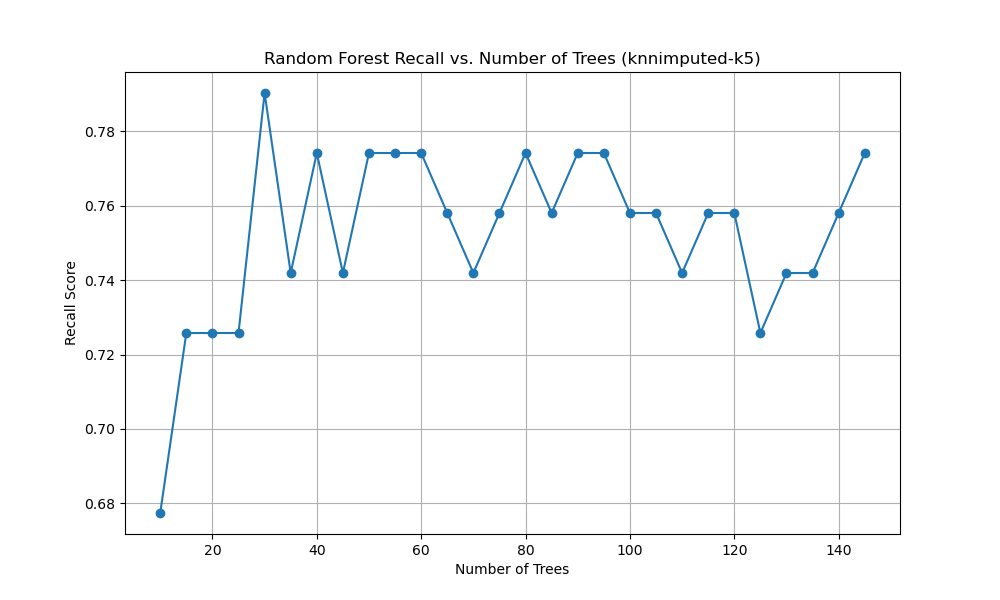 Random Forest Recall vs. Number of Trees (knnimputed-k5)
Recall Score
0.78
0.76
0.74
0.72
0.70
0.68
20 40 60 80 100 120 140
Number of Trees